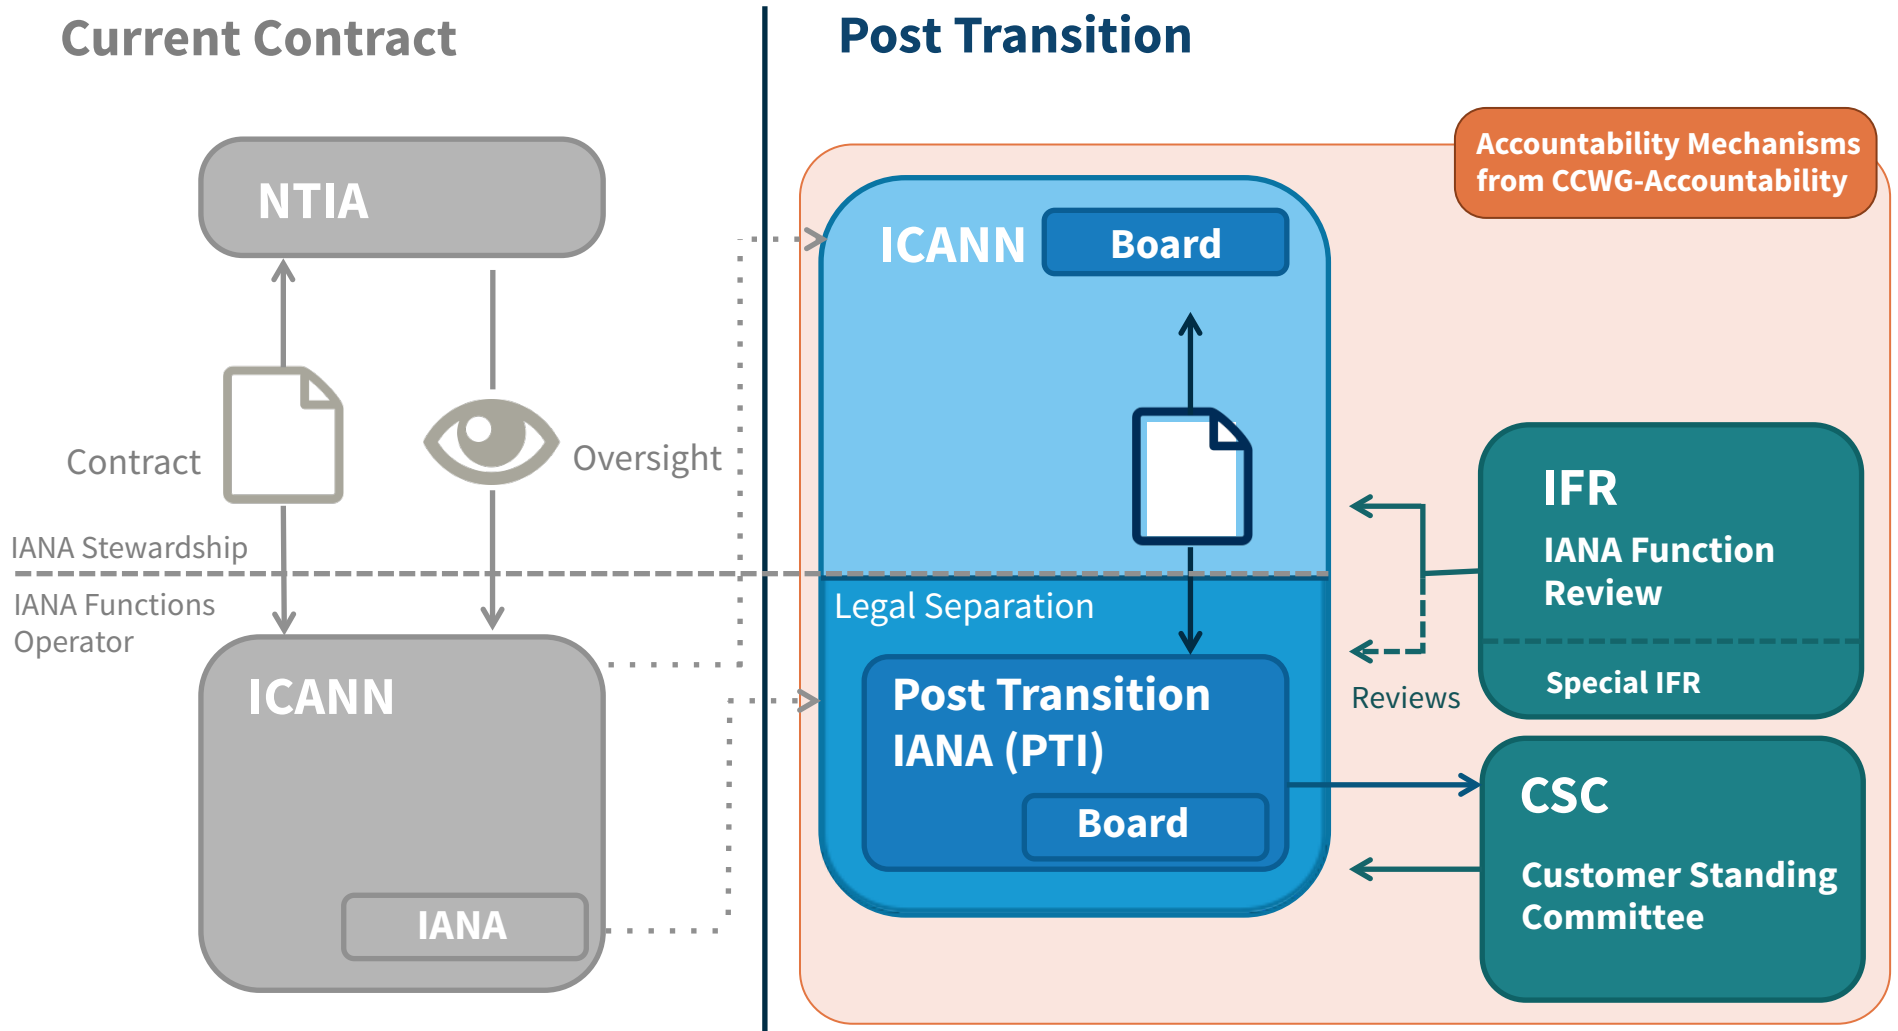 Current Contract
NTIA
Contract
Oversight
IANA Stewardship
IANA Functions
Operator
ICANN
IANA
Post Transition
Accountability Mechanisms
from CCWG-Accountability
ICANN
Board
Legal Separation
Post Transition
IANA (PTI)
Board
IFR
IANA Function
Review
Special IFR
Reviews
CSC
Customer Standing
Committee